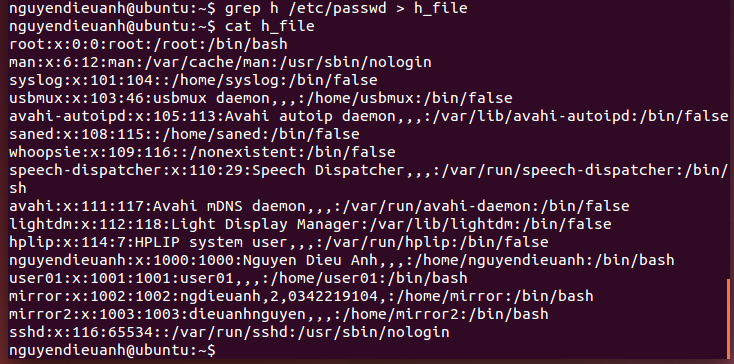 nguyendieuanh@ubuntu:~$ grep h /etc/passwd > h_file
nguyendieuanh@ubuntu:~$ cat h_file
root:x:0:0:root:/root:/bin/bash
man:x:6:12:man:/var/cache/man:/usr/sbin/nologin
syslog:x:101:104::/home/syslog:/bin/false
usbmux:x:103:46:usbmux daemon,,,:/home/usbmux:/bin/false
avahi-autoipd:x:105:113:Avahi autoip daemon,,,:/var/lib/avahi-autoipd:/bin/false
saned:x:108:115::/home/saned:/bin/false
whoopsie:x:109:116::/nonexistent:/bin/false
speech-dispatcher:x:110:29:Speech Dispatcher,,,:/var/run/speech-dispatcher:/bin/
sh
avahi:x:111:117:Avahi mDNS daemon,,,:/var/run/avahi-daemon:/bin/false
lightdm:x:112:118:Light Display Manager:/var/lib/lightdm:/bin/false
hplip:x:114:7:HPLIP system user,,,:/var/run/hplip:/bin/false
nguyendieuanh:x:1000:1000:Nguyen Dieu Anh,,,:/home/nguyendieuanh:/bin/bash
user01:x:1001:1001:user01,,,:/home/user01:/bin/bash
mirror:x:1002:1002:ngdieuanh,2,0342219104,:/home/mirror:/bin/bash
mirror2:x:1003:1003:dieuanhnguyen,,,:/home/mirror2:/bin/bash
sshd:x:116:65534::/var/run/sshd:/usr/sbin/nologin
nguyendieuanh@ubuntu:~$